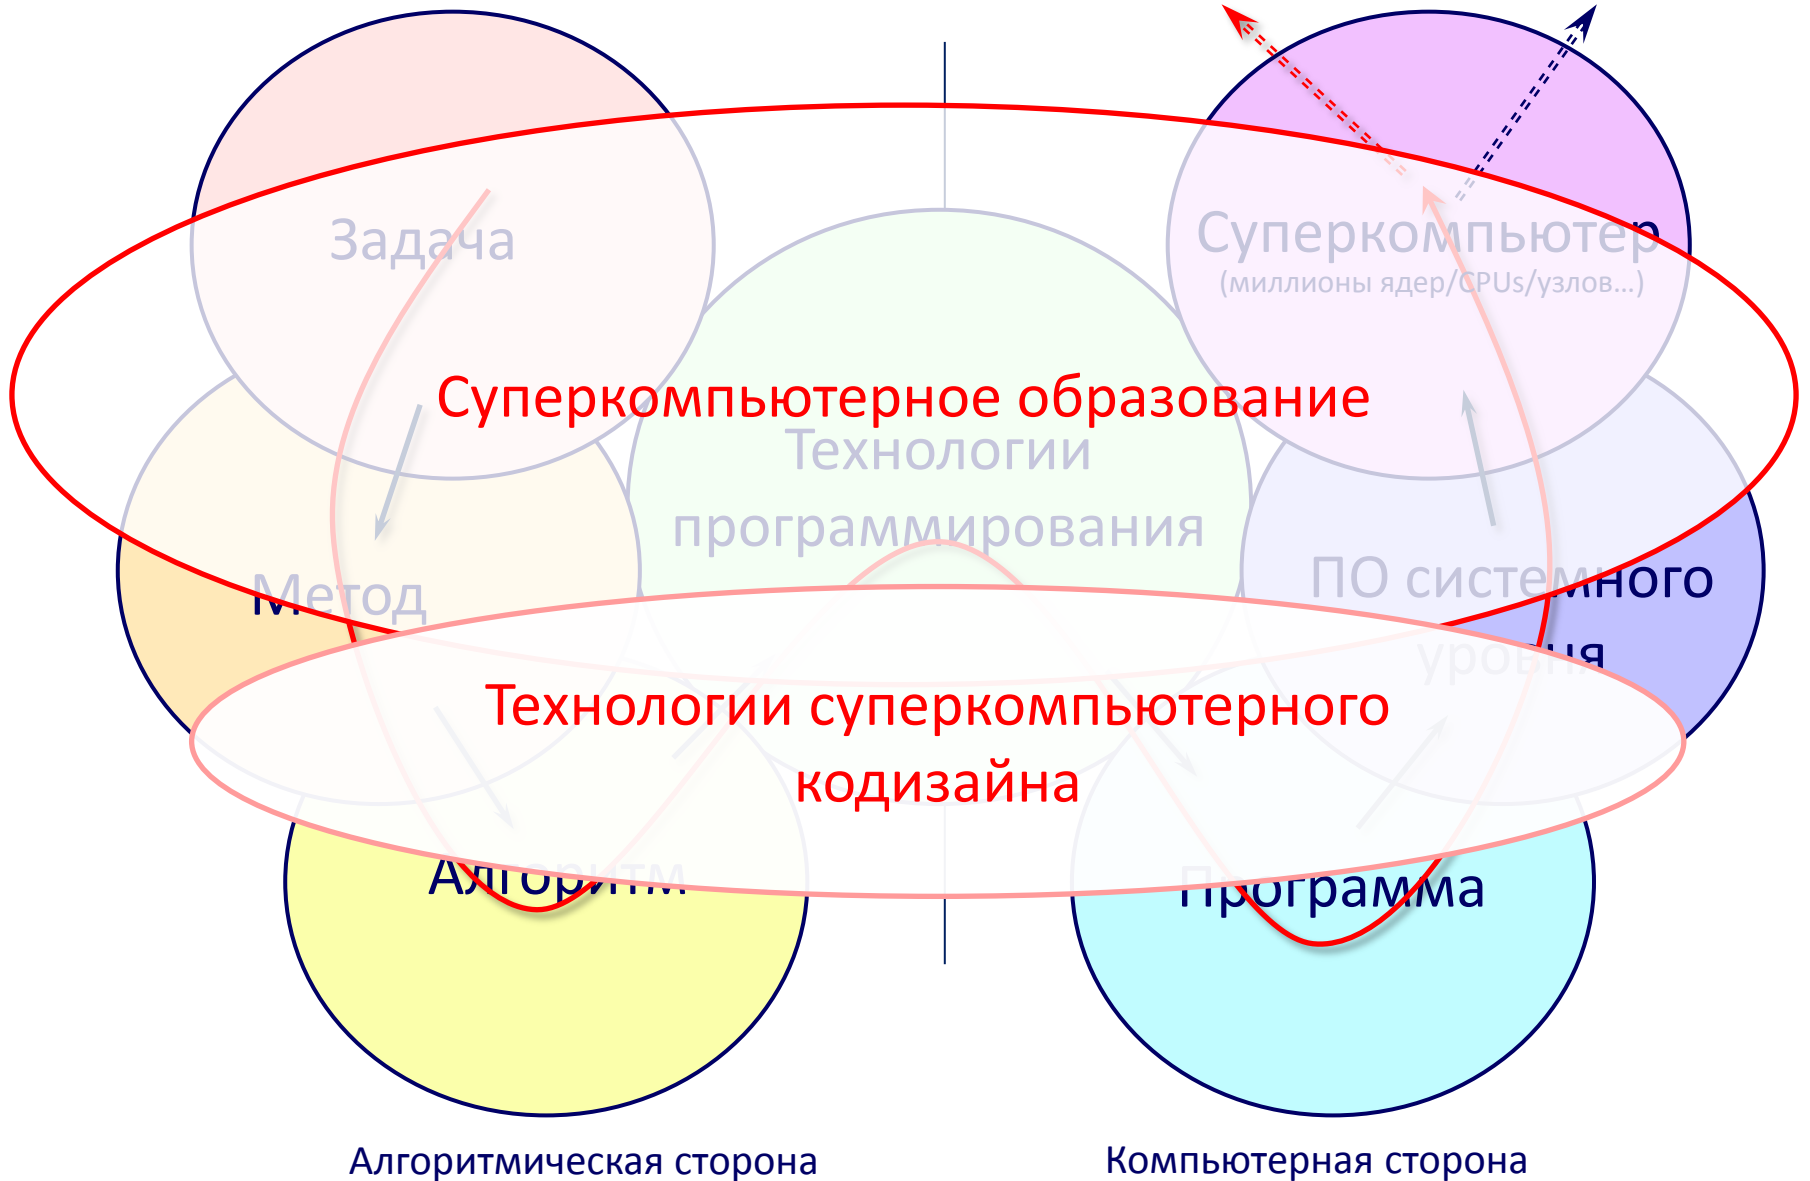 Задача
Суперкомпьютер
(миллионы ядер/CPUs/узлов...)
Суперкомпьютерное образование
Технологии
программирования
Метод
ПО системного
уровня
Технологии суперкомпьютерного
кодизайна
Алгоритм
Программа
Алгоритмическая сторона
Компьютерная сторона